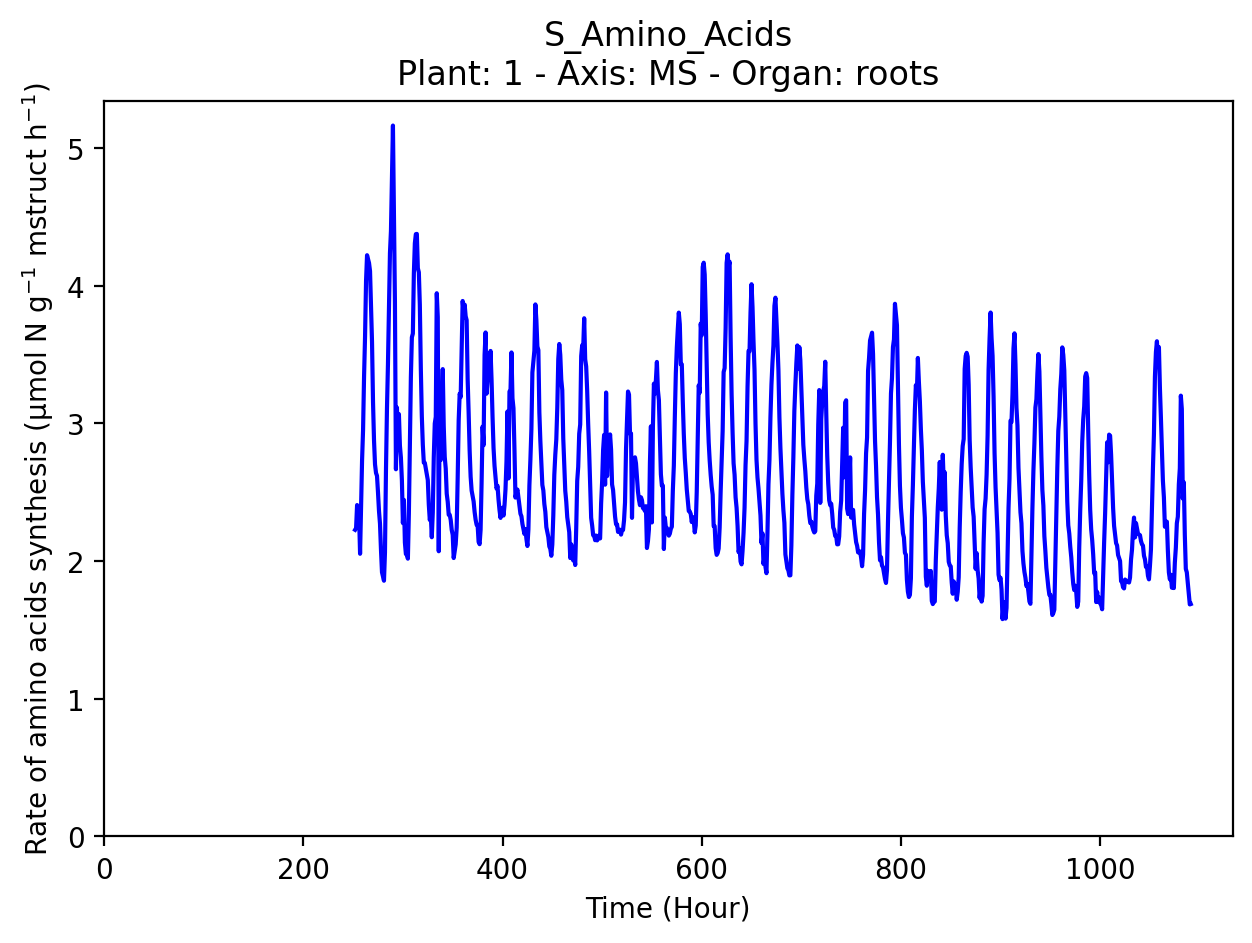 S_Amino_Acids
Plant: 1 - Axis: MS - Organ: roots
Rate of amino acids synthesis (µmol N g⁻¹ mstruct h⁻¹)
5
4
3
2
1
0
0 200 400 600 800 1000
Time (Hour)